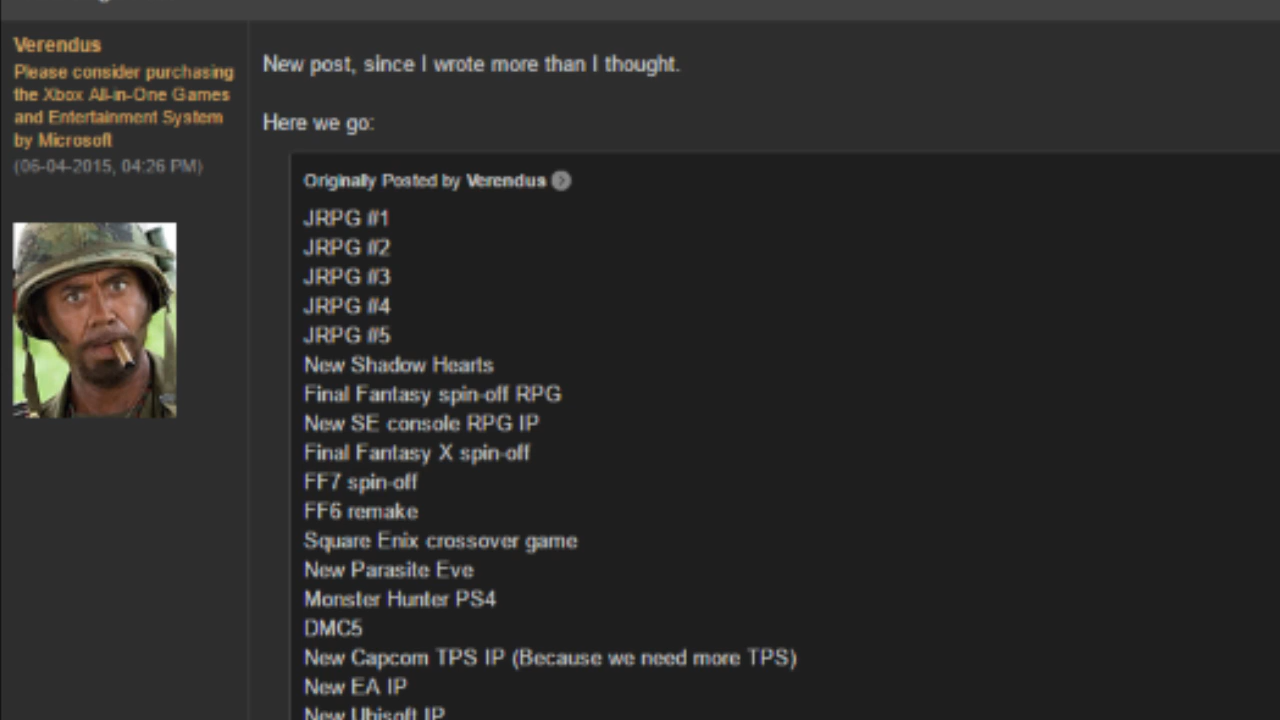 Verendus
Please consider purchasing
the Xbox All-in-One Games
and Entertainment System
by Microsoft
(06-04-2015, 04:26 PM)
New post, since I wrote more than I thought.
Here we go:
Originally Posted by Verendus
JRPG #1
JRPG #2
JRPG #3
JRPG #4
JRPG #5
New Shadow Hearts
Final Fantasy spin-off RPG
New SE console RPG IP
Final Fantasy X spin-off
FF7 spin-off
FF6 remake
Square Enix crossover game
New Parasite Eve
Monster Hunter PS4
DMC5
New Capcom TPS IP (Because we need more TPS)
New EA IP
New Ubisoft IP